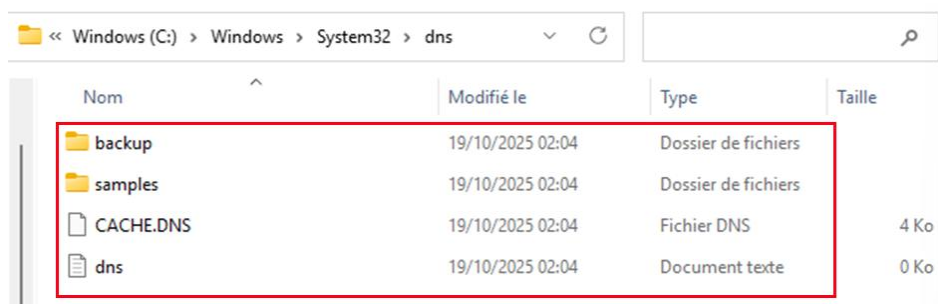 « Windows (C:) > Windows > System32 > dns
Nom Modifié le Type Taille
backup 19/10/2025 02:04 Dossier de fichiers
samples 19/10/2025 02:04 Dossier de fichiers
CACHE.DNS 19/10/2025 02:04 Fichier DNS 4 Ko
dns 19/10/2025 02:04 Document texte 0 Ko